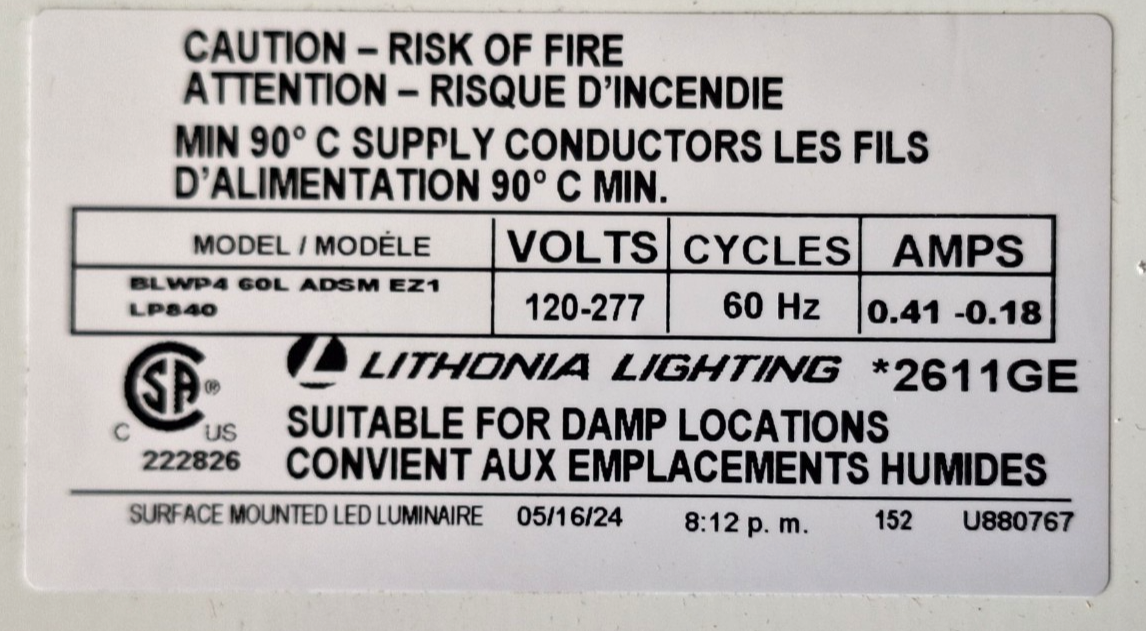 CAUTION – RISK OF FIRE
ATTENTION – RISQUE D'INCENDIE
MIN 90° C SUPPLY CONDUCTORS LES FILS
D'ALIMENTATION 90° C MIN.
MODEL / MODÈLE VOLTS CYCLES AMPS
BLWP4 60L ADSM EZ1
LP840
120-277 60 Hz 0.41 -0.18
CSA ® LITHONIA LIGHTING *2611GE
C US
222826
SUITABLE FOR DAMP LOCATIONS
CONVIENT AUX EMPLACEMENTS HUMIDES
SURFACE MOUNTED LED LUMINAIRE 05/16/24 8:12 p. m. 152 U880767